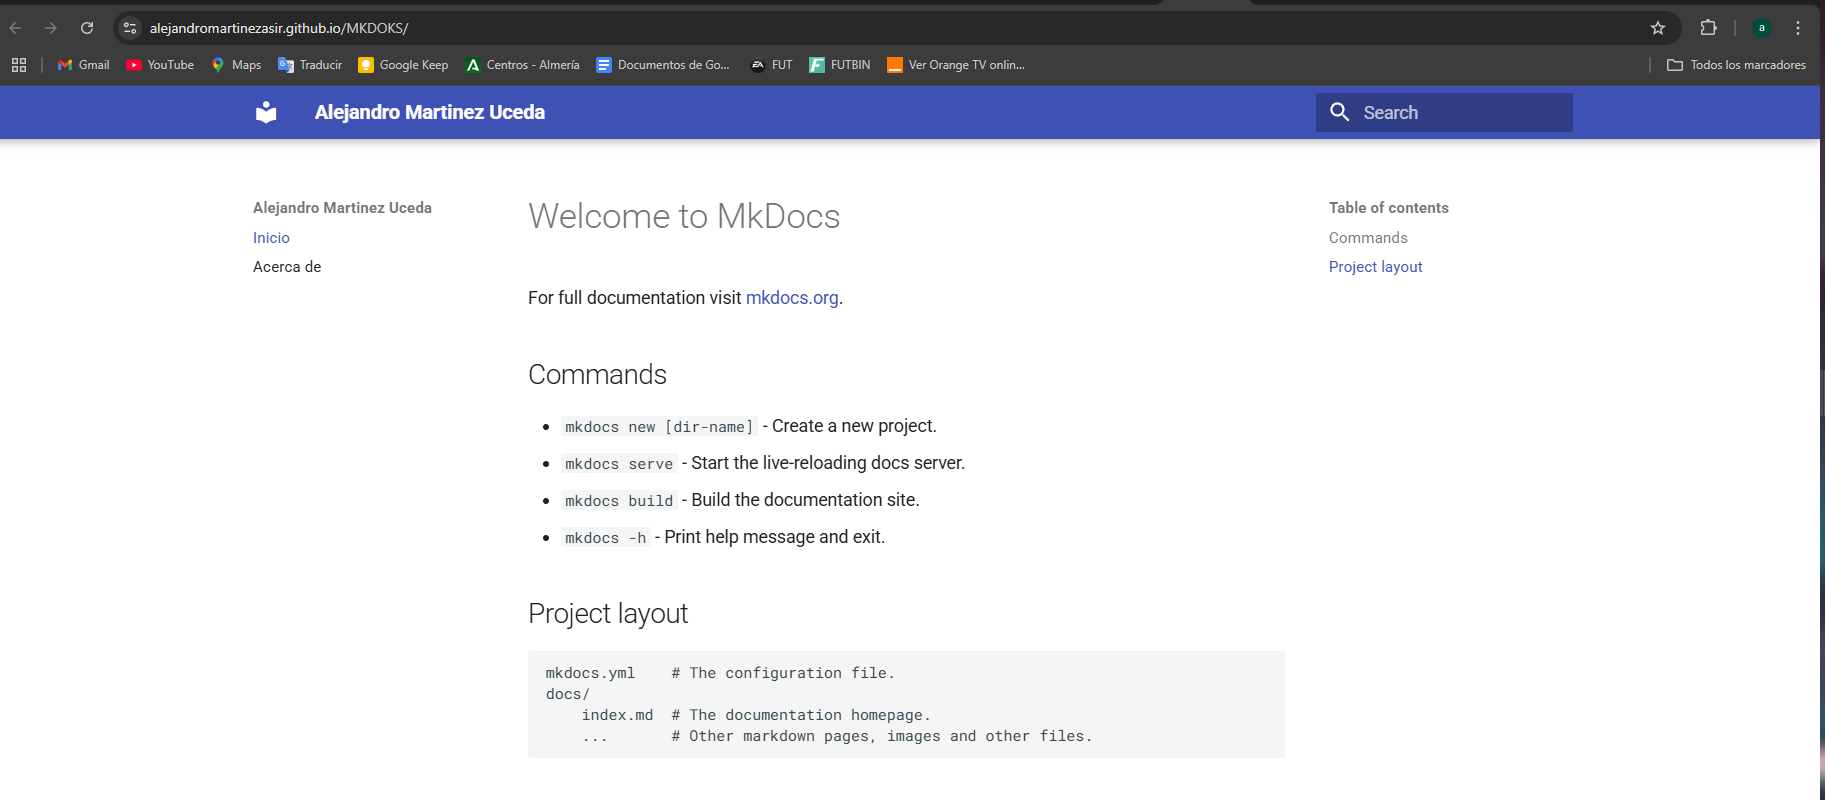 alejandromartinezasir.github.io/MKDOKS/
a
Gmail YouTube Maps Traducir Google Keep Centros - Almería Documentos de Go... EA FUT FUTBIN Ver Orange TV onlin... Todos los marcadores
Alejandro Martinez Uceda
Search
Alejandro Martinez Uceda
Inicio
Acerca de
Welcome to MkDocs
For full documentation visit mkdocs.org.
Commands
• mkdocs new [dir-name] - Create a new project.
• mkdocs serve - Start the live-reloading docs server.
• mkdocs build - Build the documentation site.
• mkdocs -h - Print help message and exit.
Project layout
mkdocs.yml    # The configuration file.
docs/
    index.md  # The documentation homepage.
    ...       # Other markdown pages, images and other files.
Table of contents
Commands
Project layout